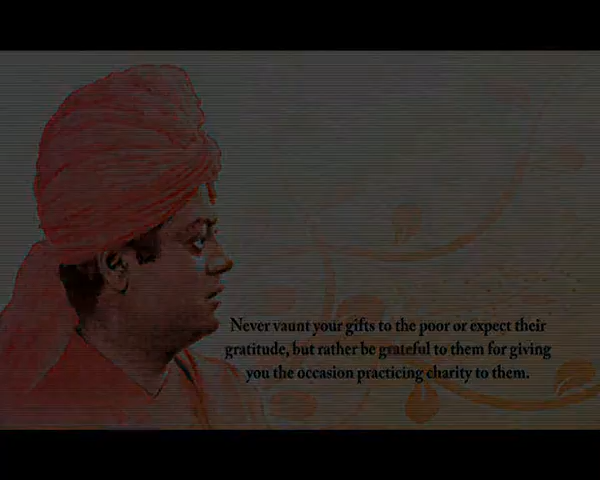 Never vaunt your gifts to the poor or expect their
gratitude, but rather be grateful to them for giving
you the occasion practicing charity to them.